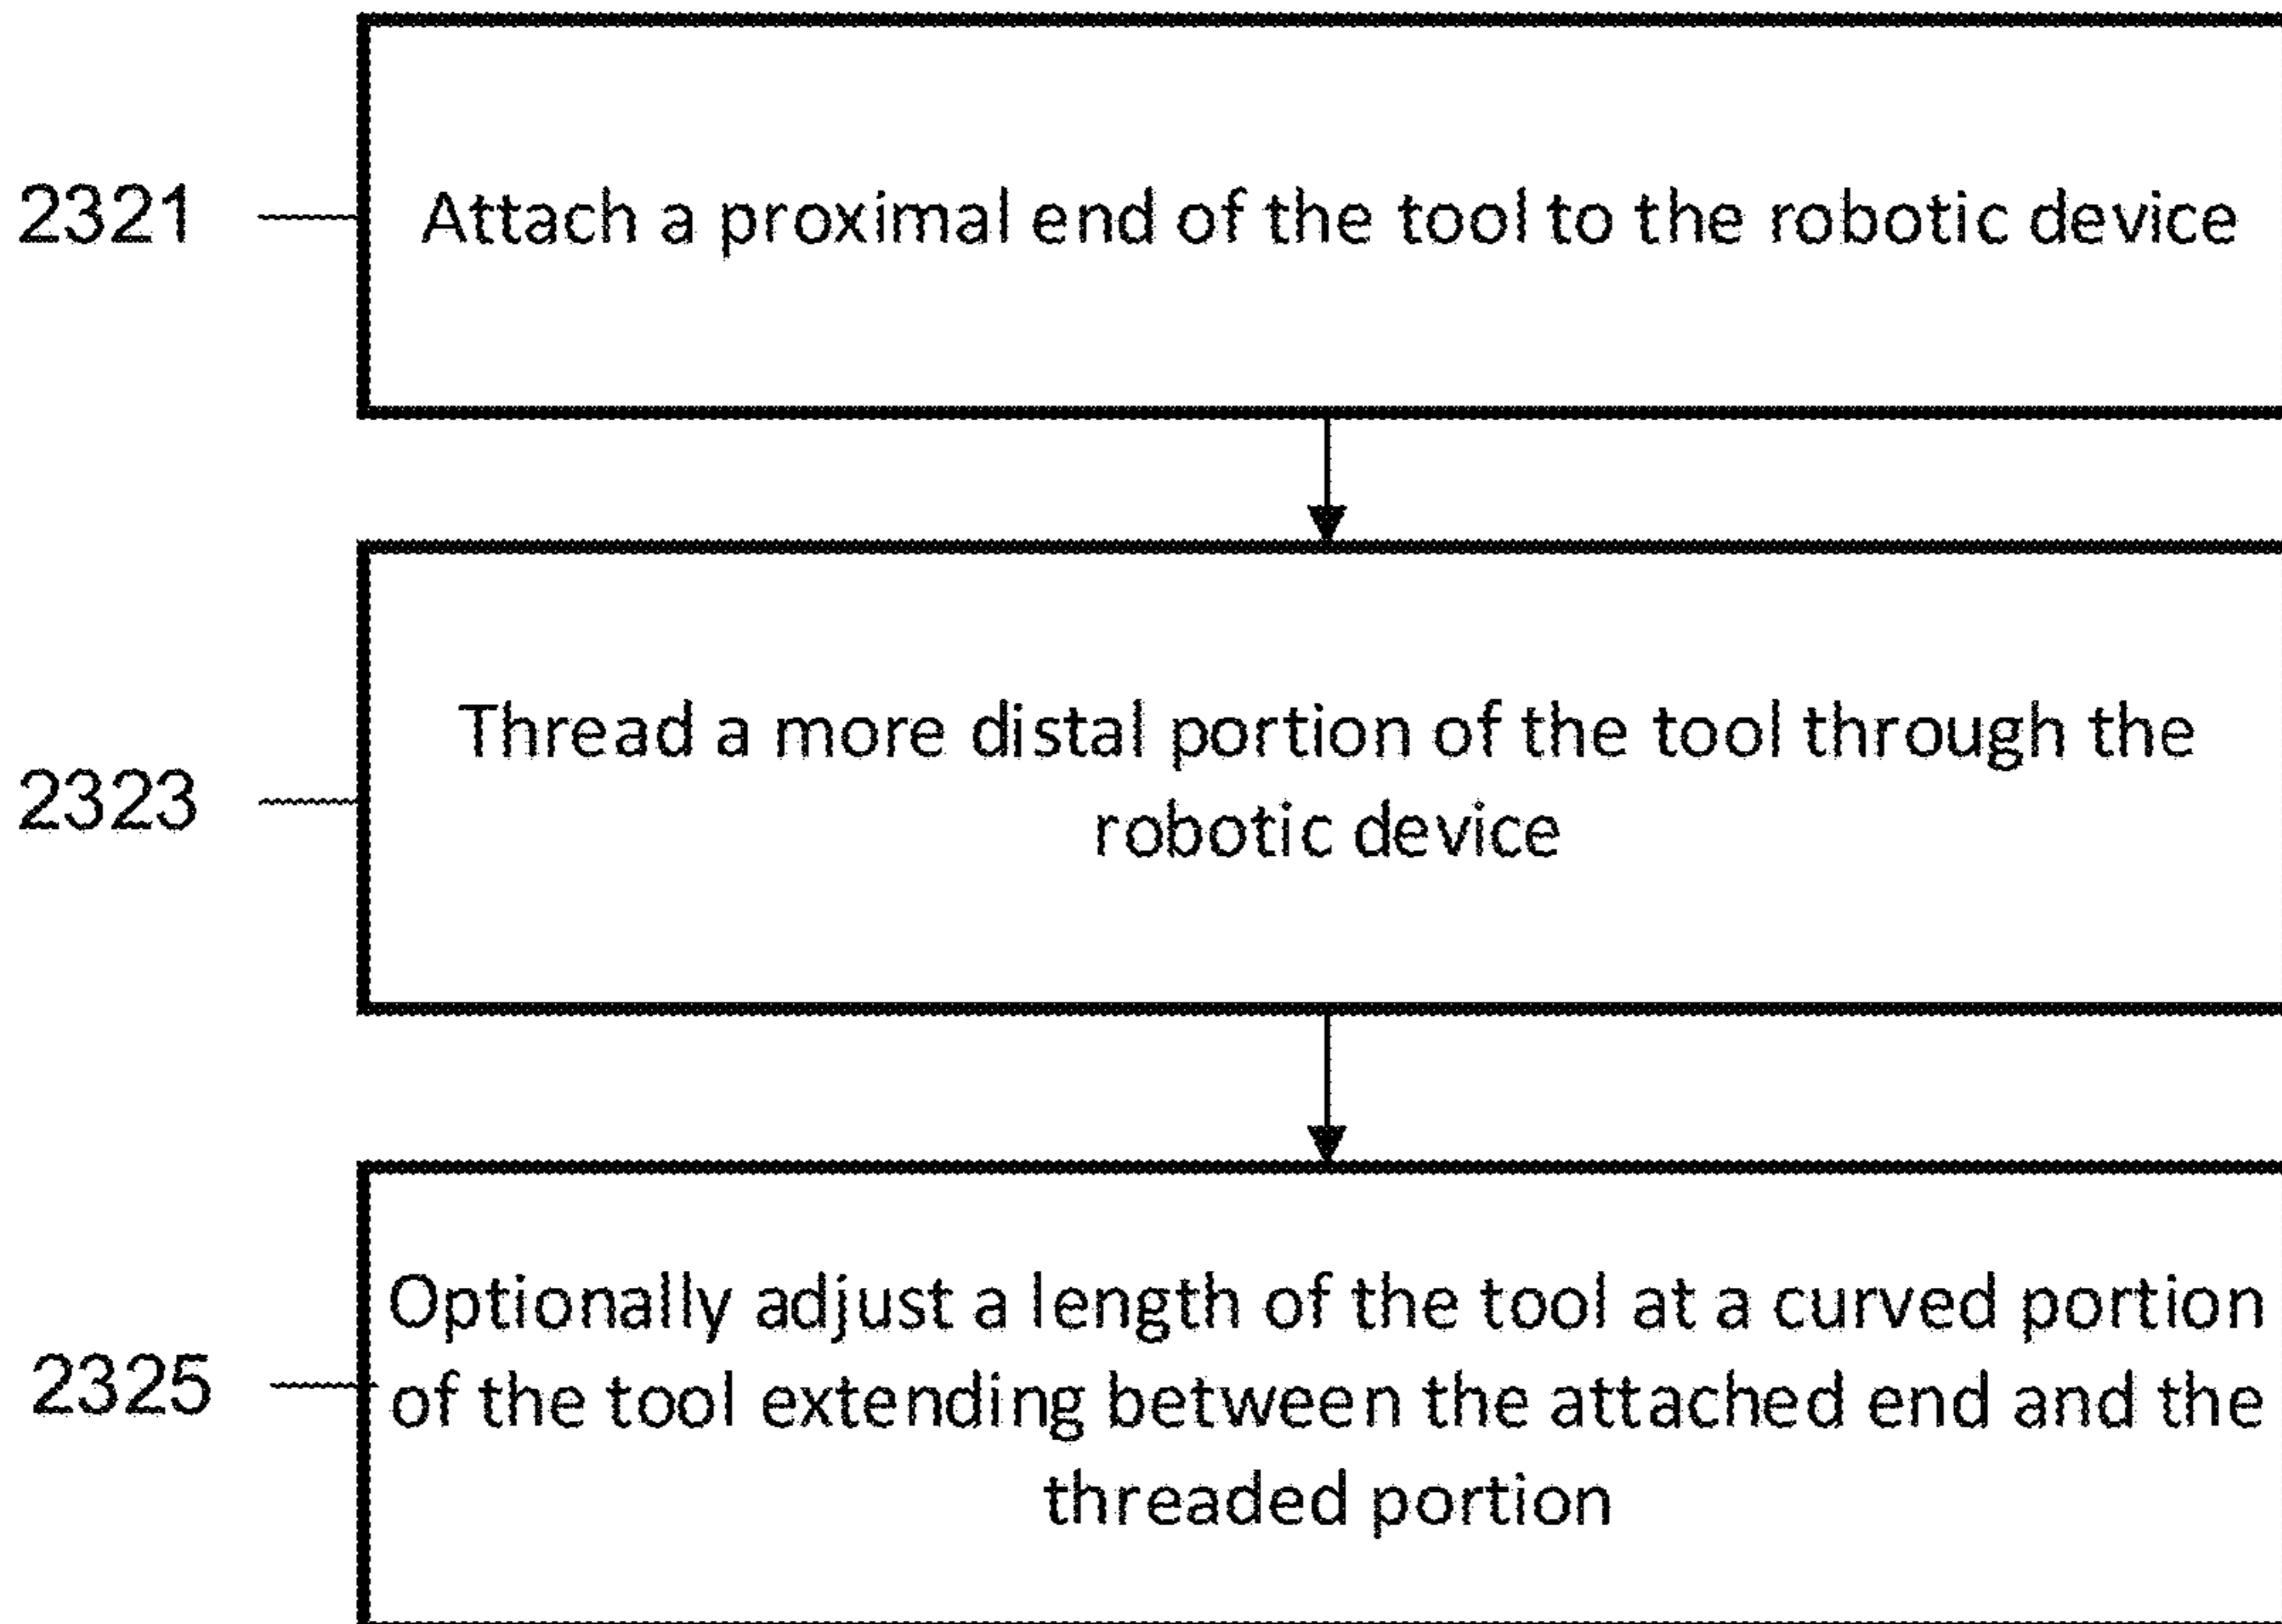 2321
Attach a proximal end of the tool to the robotic device
2323
Thread a more distal portion of the tool through the
robotic device
2325
Optionally adjust a length of the tool at a curved portion
of the tool extending between the attached end and the
threaded portion